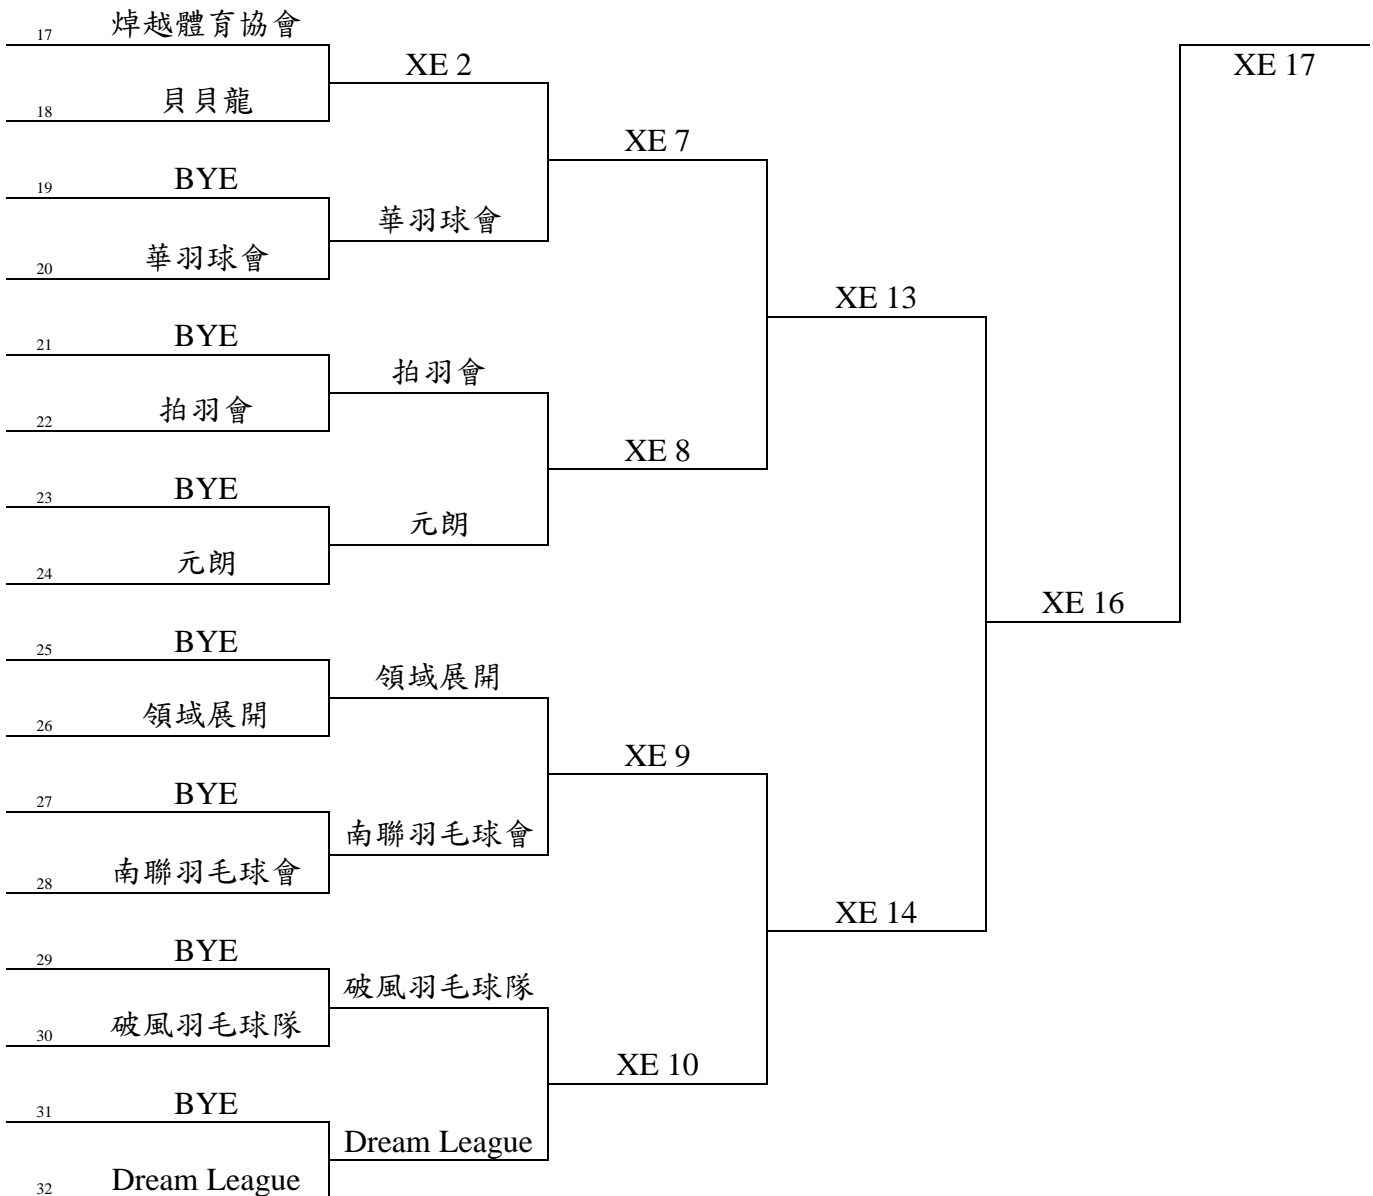 17 焯越體育協會
XE 2
XE 17
18 貝貝龍
XE 7
19 BYE
華羽球會
20 華羽球會
XE 13
21 BYE
拍羽會
22 拍羽會
XE 8
23 BYE
元朗
24 元朗
XE 16
25 BYE
領域展開
26 領域展開
XE 9
27 BYE
南聯羽毛球會
28 南聯羽毛球會
XE 14
29 BYE
破風羽毛球隊
30 破風羽毛球隊
XE 10
31 BYE
Dream League
32 Dream League